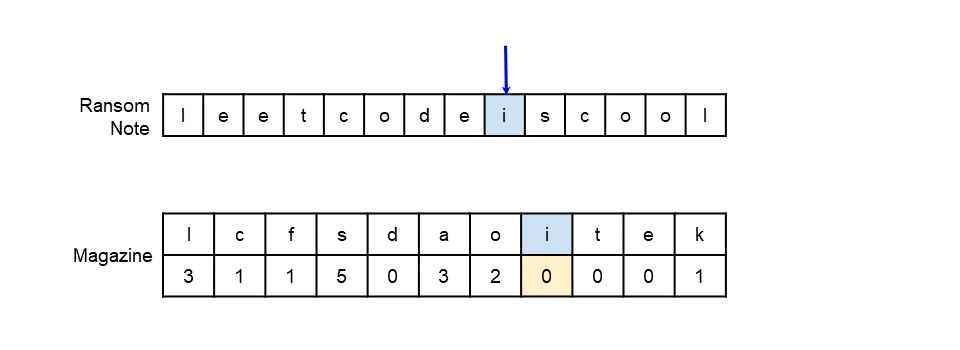 Ransom
Note
l e e t c o d e i s c o o l
l c f s d a o i t e k
Magazine
3 1 1 5 0 3 2 0 0 0 1